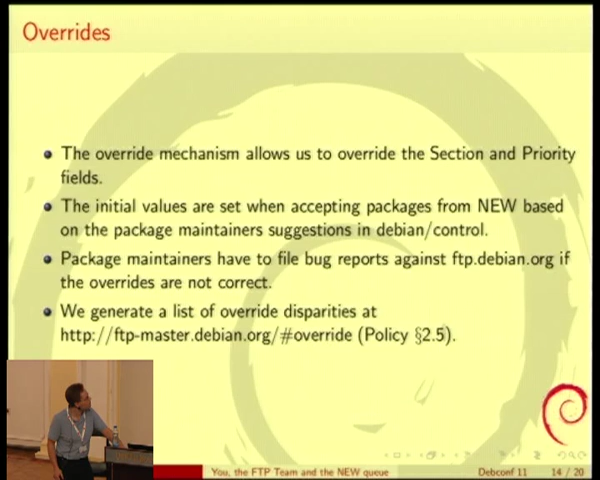 Overrides
The override mechanism allows us to override the Section and Priority
fields.
The initial values are set when accepting packages from NEW based
on the package maintainers suggestions in debian/control.
Package maintainers have to file bug reports against ftp.debian.org if
the overrides are not correct.
We generate a list of override disparities at
http://ftp-master.debian.org/#override (Policy §2.5).
You, the FTP Team and the NEW queue
Debconf 11
14 / 20